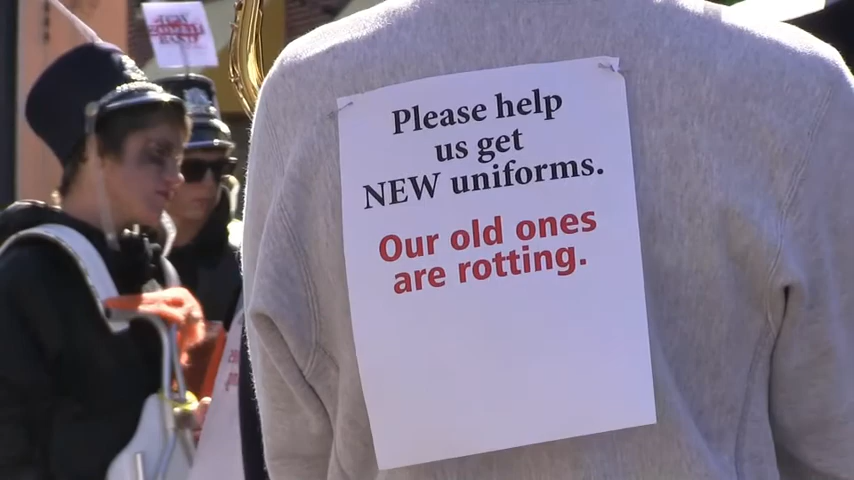 Please help
us get
NEW uniforms.
Our old ones
are rotting.